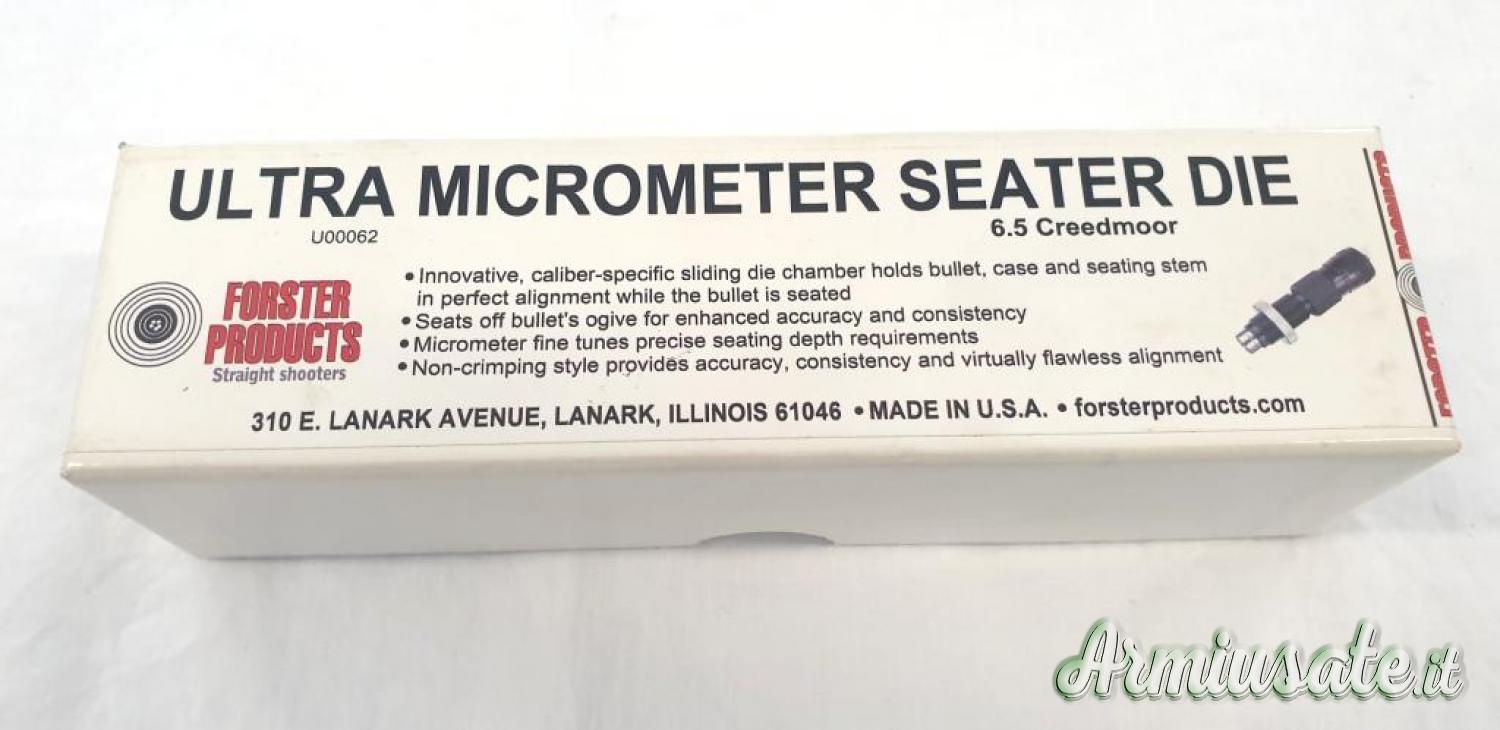 ULTRA MICROMETER SEATER DIE
U00062
6.5 Creedmoor
• Innovative, caliber-specific sliding die chamber holds bullet, case and seating stem
in perfect alignment while the bullet is seated
• Seats off bullet's ogive for enhanced accuracy and consistency
• Micrometer fine tunes precise seating depth requirements
• Non-crimping style provides accuracy, consistency and virtually flawless alignment
FORSTER
PRODUCTS
Straight shooters
310 E. LANARK AVENUE, LANARK, ILLINOIS 61046 • MADE IN U.S.A. • forsterproducts.com
FORSTER PRODUCTS
Armiusate.it